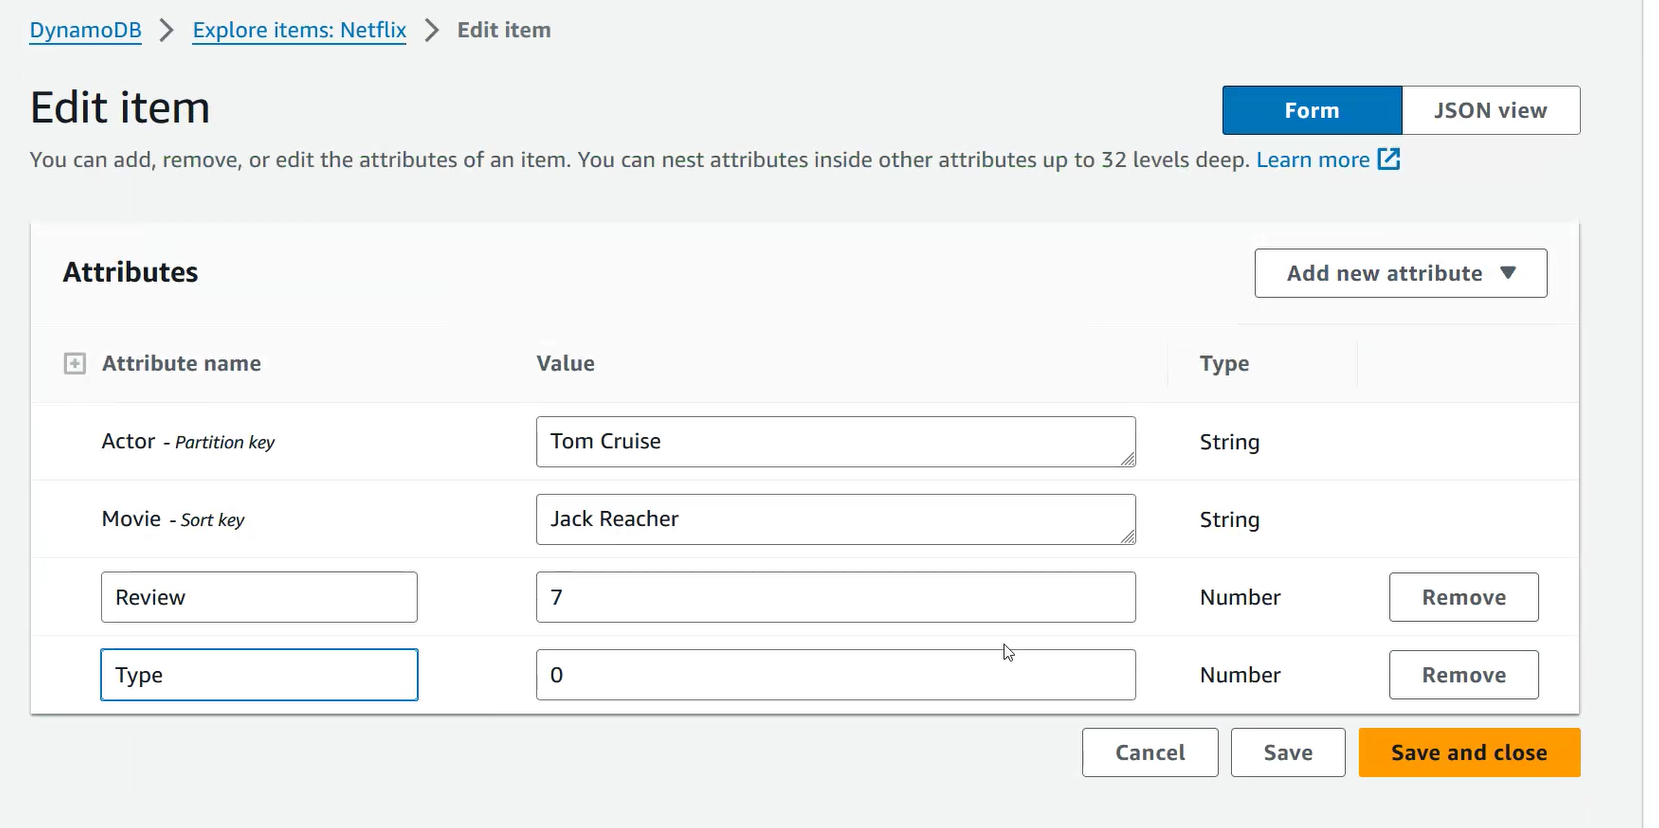 DynamoDB > Explore items: Netflix > Edit item
Edit item
Form JSON view
You can add, remove, or edit the attributes of an item. You can nest attributes inside other attributes up to 32 levels deep. Learn more
Attributes
Add new attribute
Attribute name Value Type
Actor - Partition key Tom Cruise String
Movie - Sort key Jack Reacher String
Review 7 Number Remove
Type 0 Number Remove
Cancel Save Save and close